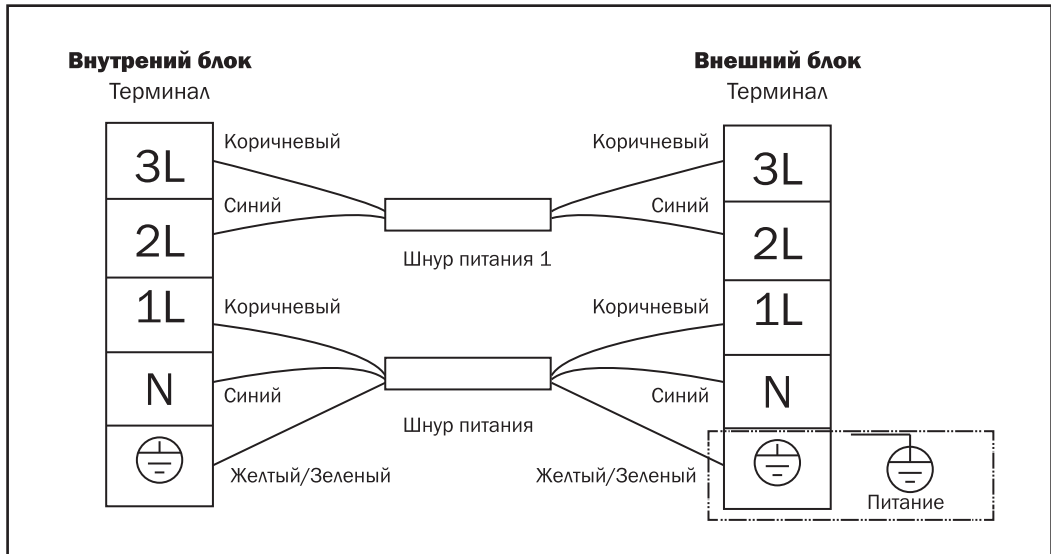 Внутрений блок
Терминал
Внешний блок
Терминал
3L
2L
1L
N
Коричневый
Синий
Коричневый
Синий
Желтый/Зеленый
Шнур питания 1
Шнур питания
Коричневый
Синий
Коричневый
Синий
Желтый/Зеленый
3L
2L
1L
N
Питание